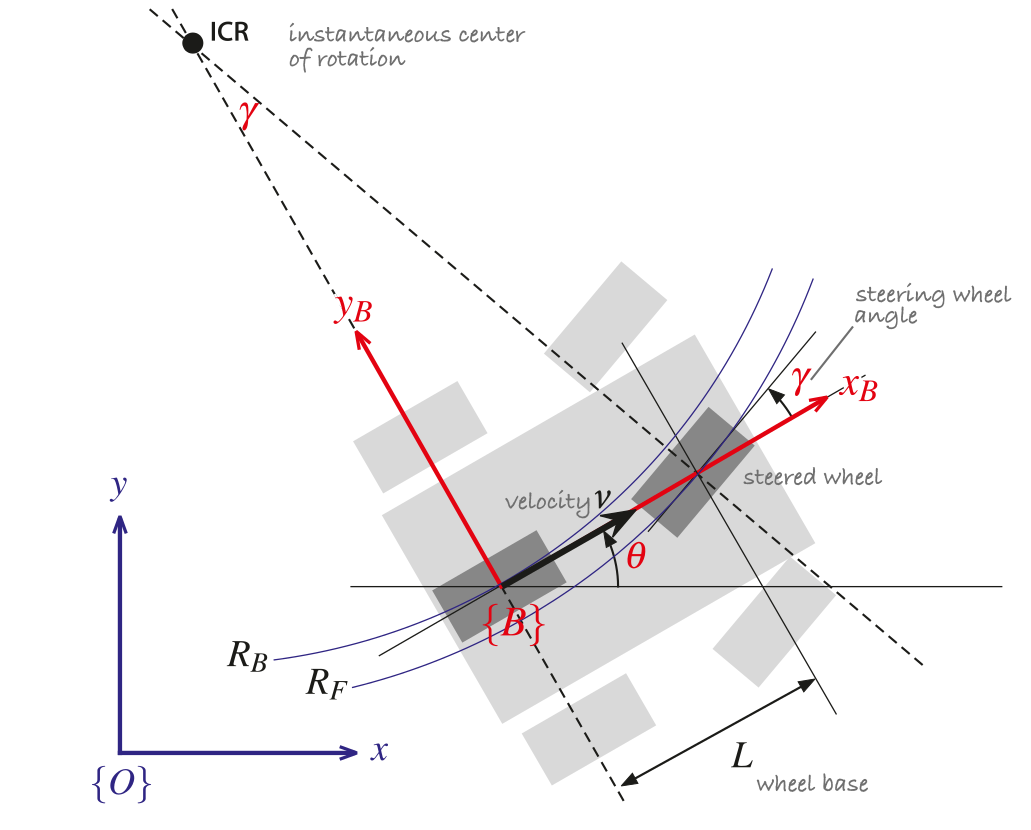 ICR
instantaneous center
of rotation
γ
y_B
steering wheel
angle
γ
x_B
steered wheel
velocity v
θ
y
{B}
R_B
R_F
x
L
wheel base
{O}